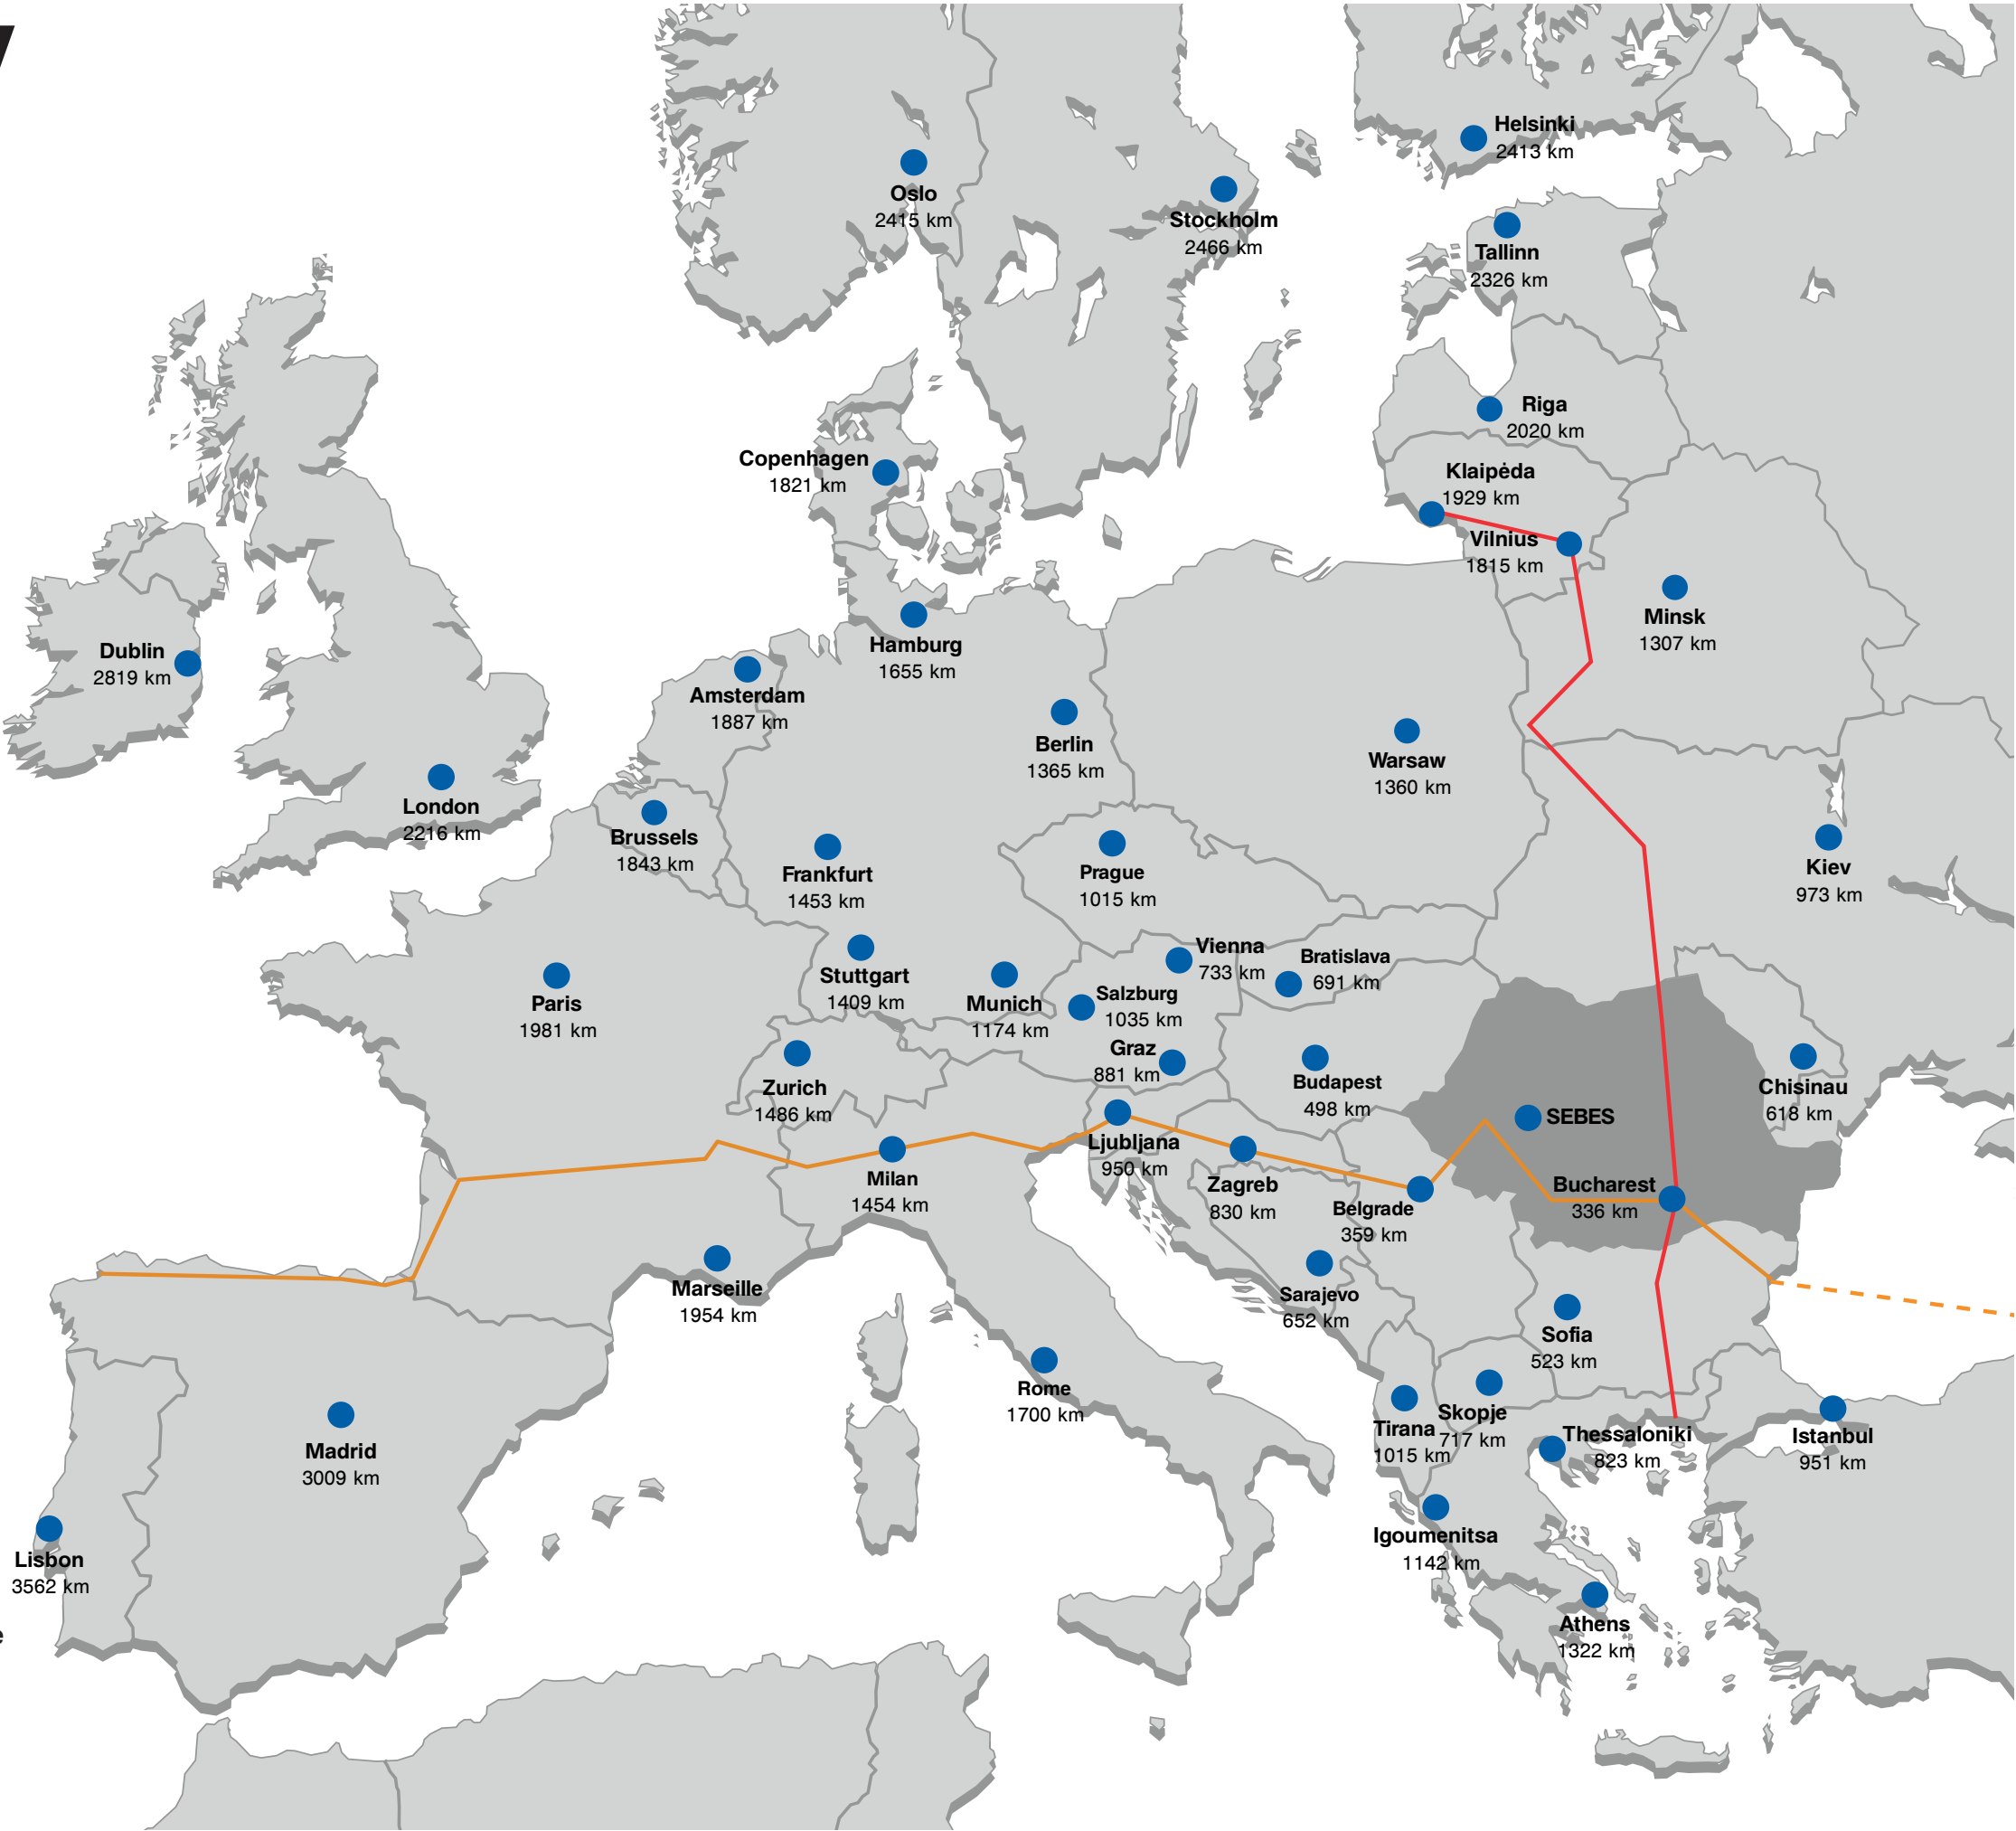 Helsinki
2413 km
Oslo
2415 km
Stockholm
2466 km
Tallinn
2326 km
Riga
2020 km
Copenhagen
1821 km
Klaipėda
1929 km
Vilnius
1815 km
Minsk
1307 km
Hamburg
1655 km
Dublin
2819 km
Amsterdam
1887 km
Berlin
1365 km
Warsaw
1360 km
London
2216 km
Brussels
1843 km
Frankfurt
1453 km
Prague
1015 km
Kiev
973 km
Vienna
733 km
Bratislava
691 km
Stuttgart
1409 km
Munich
1174 km
Salzburg
1035 km
Paris
1981 km
Graz
881 km
Zurich
1486 km
Budapest
498 km
Chisinau
618 km
SEBES
Ljubljana
950 km
Milan
1454 km
Zagreb
830 km
Belgrade
359 km
Bucharest
336 km
Marseille
1954 km
Sarajevo
652 km
Sofia
523 km
Rome
1700 km
Tirana
1015 km
Skopje
717 km
Thessaloniki
823 km
Istanbul
951 km
Madrid
3009 km
Igoumenitsa
1142 km
Lisbon
3562 km
Athens
1322 km